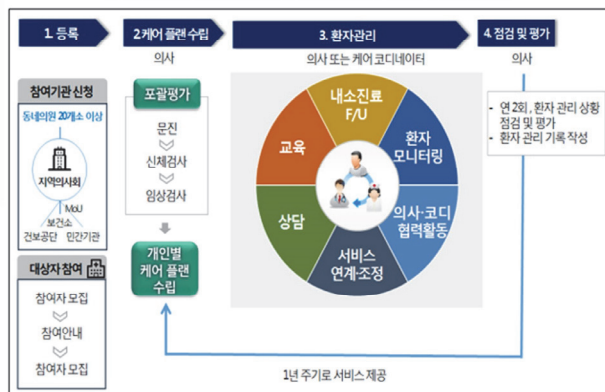 1. 등록
2.케어 플랜 수립
3. 환자관리
4. 점검 및 평가
의사
의사 또는 케어 코디네이터
의사
참여기관 신청
동네의원 20개소 이상
지역의사회
MoU
보건소
건보공단 민간기관
대상자 참여
참여자 모집
참여안내
참여자 모집
포괄평가
문진
신체검사
임상검사
개인별
케어 플랜
수립
내소진료
F/U
환자
모니터링
의사·코디
협력활동
서비스
연계·조정
상담
교육
- 연 2회, 환자 관리 상황
점검 및 평가
- 환자 관리 기록 작성
1년 주기로 서비스 제공